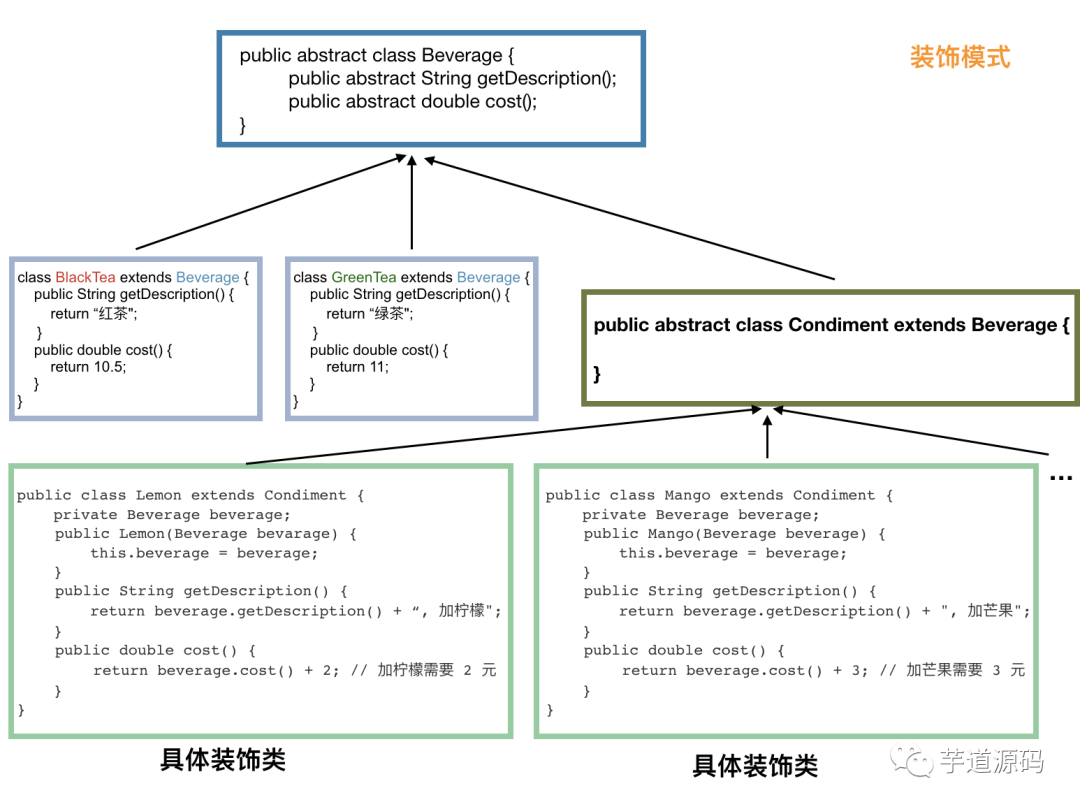 public abstract class Beverage {
public abstract String getDescription();
public abstract double cost();
}
装饰模式
class BlackTea extends Beverage {
public String getDescription() {
return “红茶";
}
public double cost() {
return 10.5;
}
}
class GreenTea extends Beverage {
public String getDescription() {
return “绿茶";
}
public double cost() {
return 11;
}
}
public abstract class Condiment extends Beverage {
}
...
public class Lemon extends Condiment {
private Beverage beverage;
public Lemon(Beverage bevarage) {
this.beverage = beverage;
}
public String getDescription() {
return beverage.getDescription() + “, 加柠檬";
}
public double cost() {
return beverage.cost() + 2; // 加柠檬需要 2 元
}
}
具体装饰类
public class Mango extends Condiment {
private Beverage beverage;
public Mango(Beverage beverage) {
this.beverage = beverage;
}
public String getDescription() {
return beverage.getDescription() + ", 加芒果";
}
public double cost() {
return beverage.cost() + 3; // 加芒果需要 3 元
}
}
具体装饰类
芋道源码